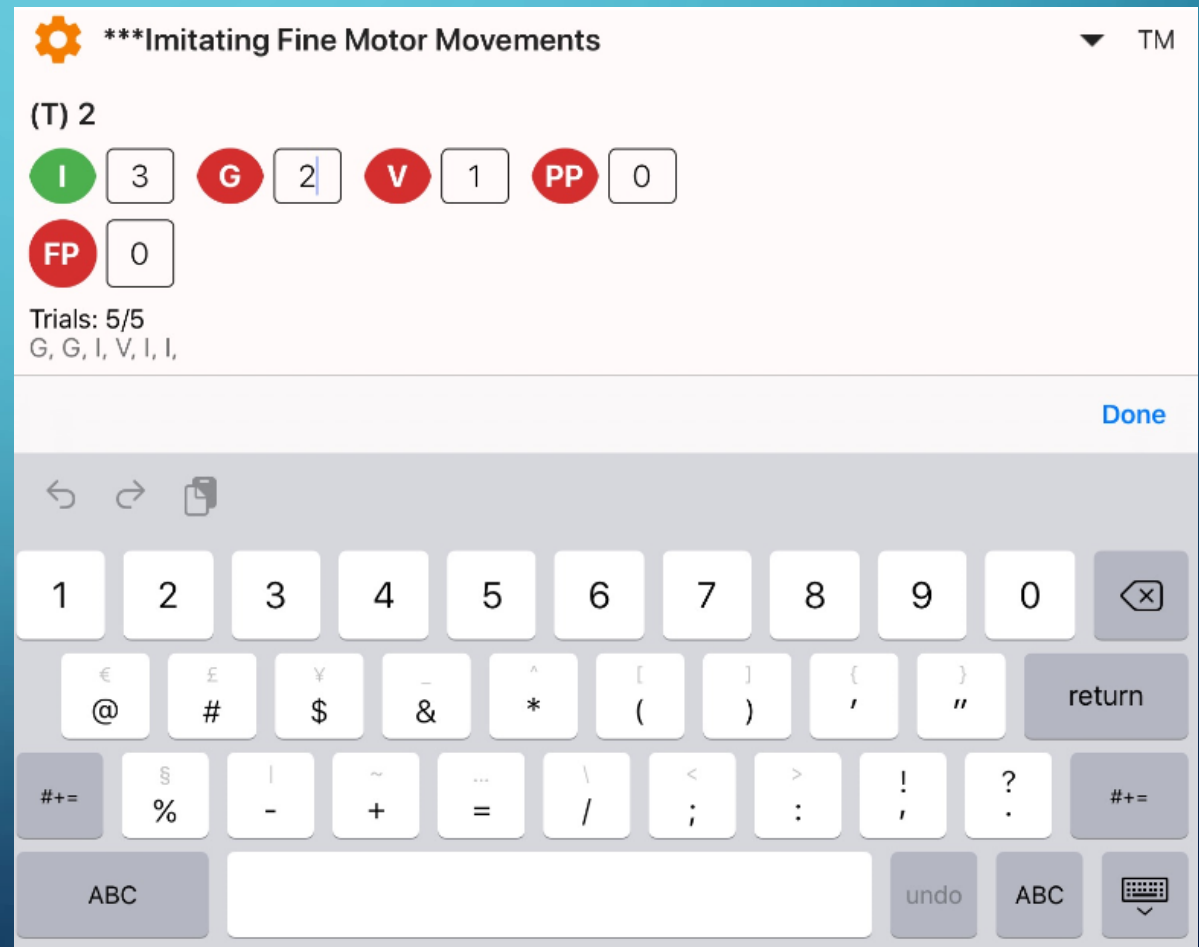 ***Imitating Fine Motor Movements TM
(T) 2
I 3 G 2 V 1 PP 0
FP 0
Trials: 5/5
G, G, I, V, I, I,
Done
1 2 3 4 5 6 7 8 9 0
€ £ ¥ _ ^ [ ] { }
@ # $ & * ( ) ' " return
§ | ~ … \ < > ! ?
#+= % - + = / ; : , . #+=
ABC undo ABC